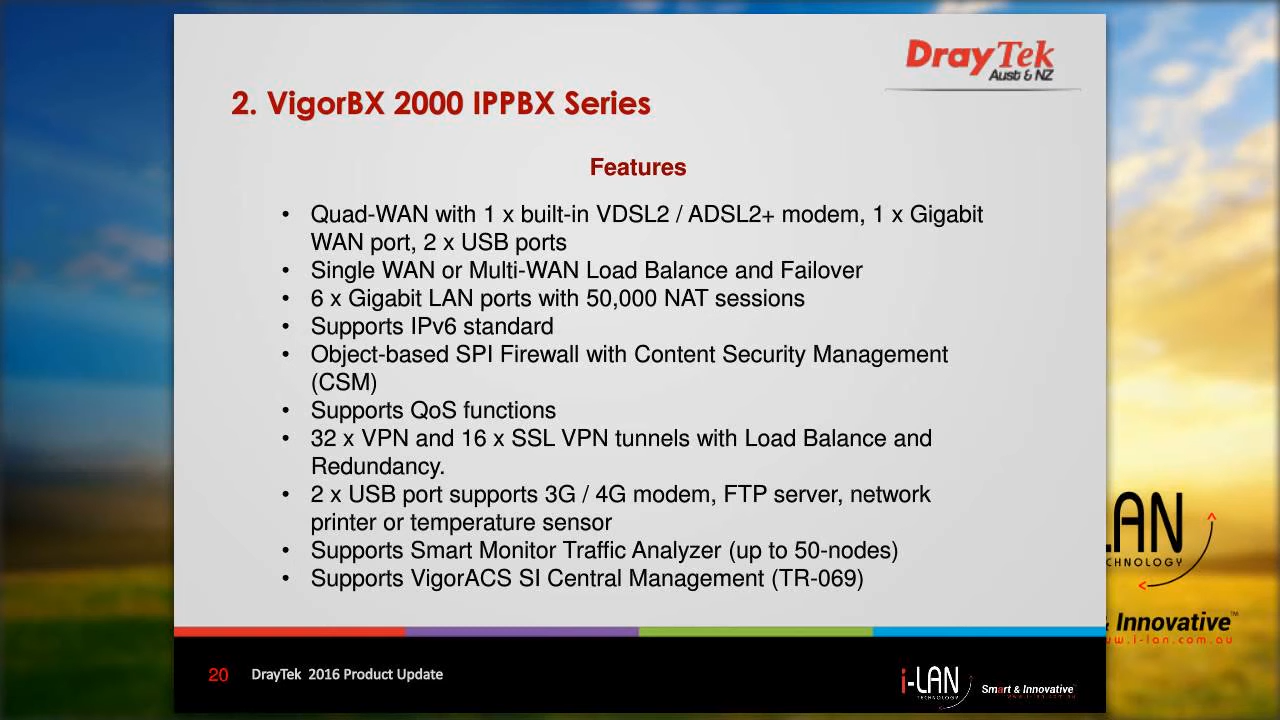 DrayTek
Aust & NZ
2. VigorBX 2000 IPPBX Series
Features
• Quad-WAN with 1 x built-in VDSL2 / ADSL2+ modem, 1 x Gigabit
WAN port, 2 x USB ports
• Single WAN or Multi-WAN Load Balance and Failover
• 6 x Gigabit LAN ports with 50,000 NAT sessions
• Supports IPv6 standard
• Object-based SPI Firewall with Content Security Management
(CSM)
• Supports QoS functions
• 32 x VPN and 16 x SSL VPN tunnels with Load Balance and
Redundancy.
• 2 x USB port supports 3G / 4G modem, FTP server, network
printer or temperature sensor
• Supports Smart Monitor Traffic Analyzer (up to 50-nodes)
• Supports VigorACS SI Central Management (TR-069)
LAN
CHNOLOGY
& Innovative™
w.i-lan.com.au
20 DrayTek 2016 Product Update
i-LAN
TECHNOLOGY
Smart & Innovative